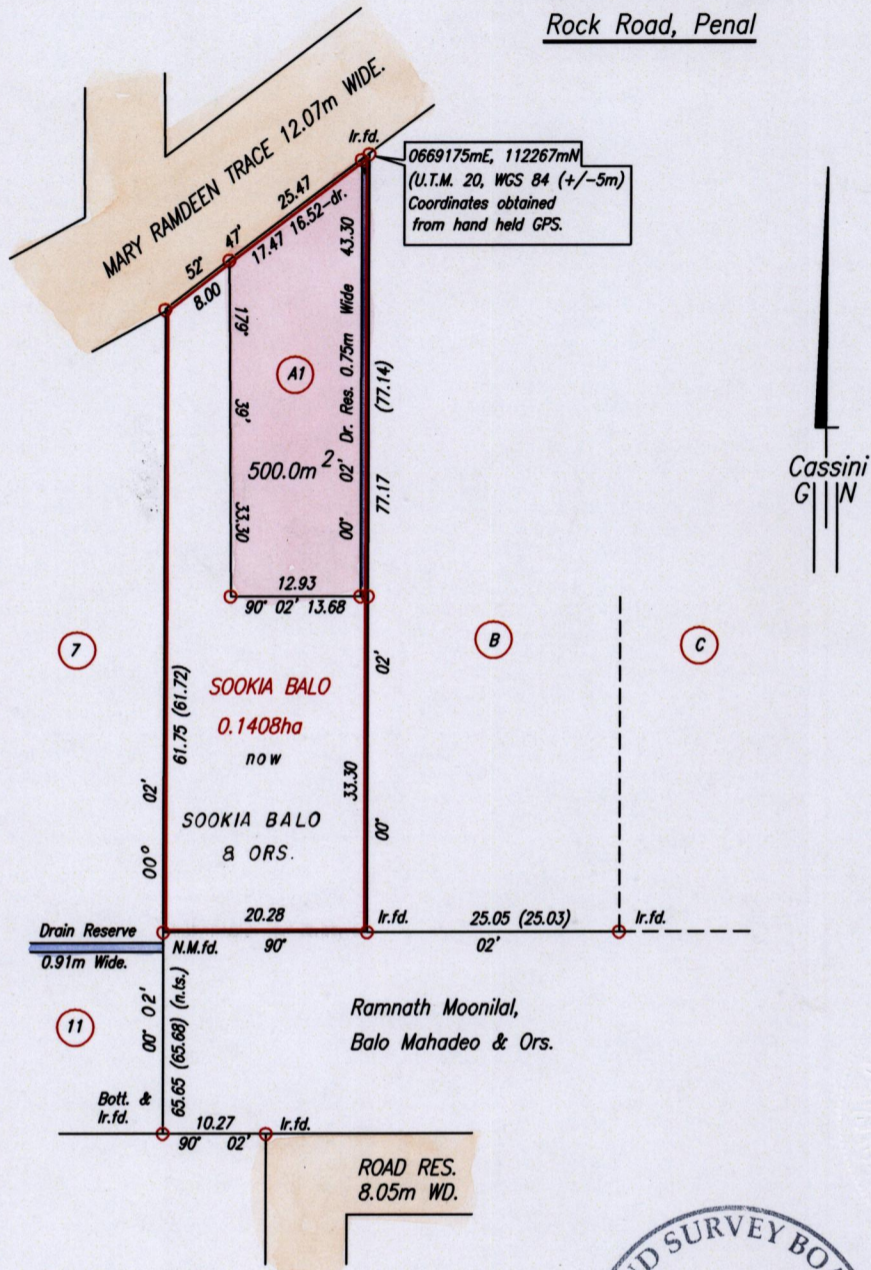 Rock Road, Penal
MARY RAMDEEN TRACE 12.07m WIDE.
Ir.fd.
0669175mE, 112267mN
(U.T.M. 20, WGS 84 (+/-5m)
Coordinates obtained
from hand held GPS.
52° 47' 25.47
8.00 17.47 16.52-dr.
A1
500.0m²
179° 39' 33.30
00° 02' 43.30
Dr. Res. 0.75m Wide
77.17 (77.14)
12.93
90° 02' 13.68
Cassini
G N
7
B
C
SOOKIA BALO
0.1408ha
now
SOOKIA BALO
& ORS.
00° 02' 61.75 (61.72)
33.30
00° 02'
20.28
90°
Ir.fd.
25.05 (25.03)
02'
Ir.fd.
Drain Reserve
0.91m Wide.
N.M.fd.
11
00° 02'
65.65 (65.68) (n.ts.)
Ramnath Moonilal,
Balo Mahadeo & Ors.
Bott. &
Ir.fd.
10.27
90° 02'
Ir.fd.
ROAD RES.
8.05m WD.
ND SURVEY BOA